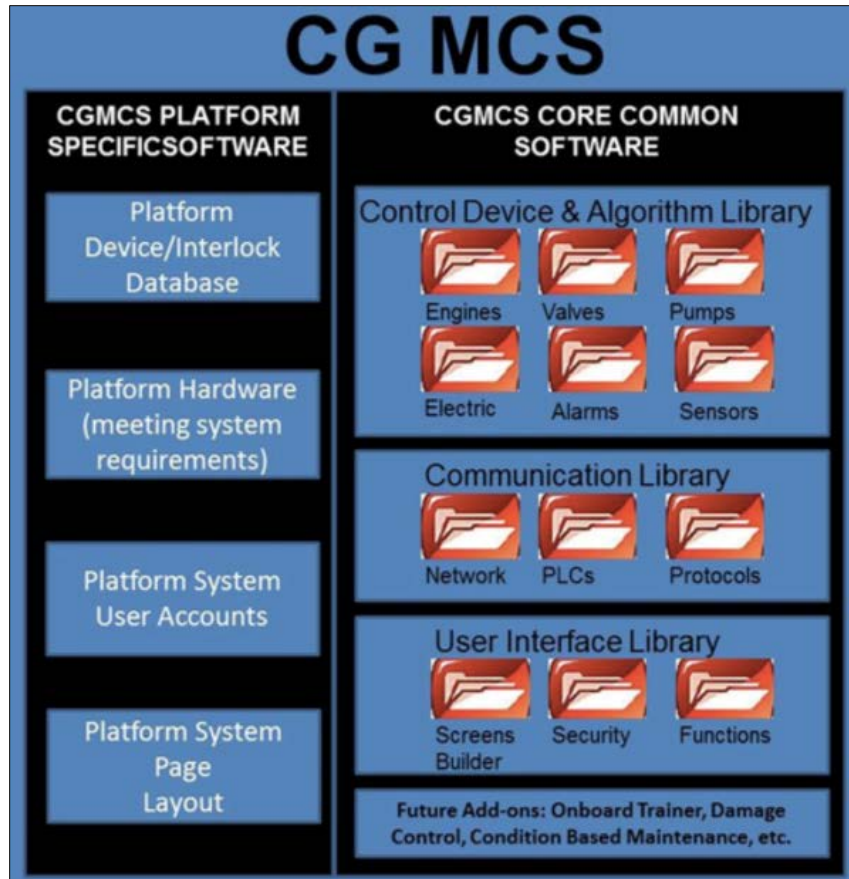 CG MCS
CGMCS PLATFORM
SPECIFICSOFTWARE
Platform
Device/Interlock
Database
Platform Hardware
(meeting system
requirements)
Platform System
User Accounts
Platform System
Page
Layout
CGMCS CORE COMMON
SOFTWARE
Control Device & Algorithm Library
Engines Valves Pumps
Electric Alarms Sensors
Communication Library
Network PLCs Protocols
User Interface Library
Screens Security Functions
Builder
Future Add-ons: Onboard Trainer, Damage
Control, Condition Based Maintenance, etc.